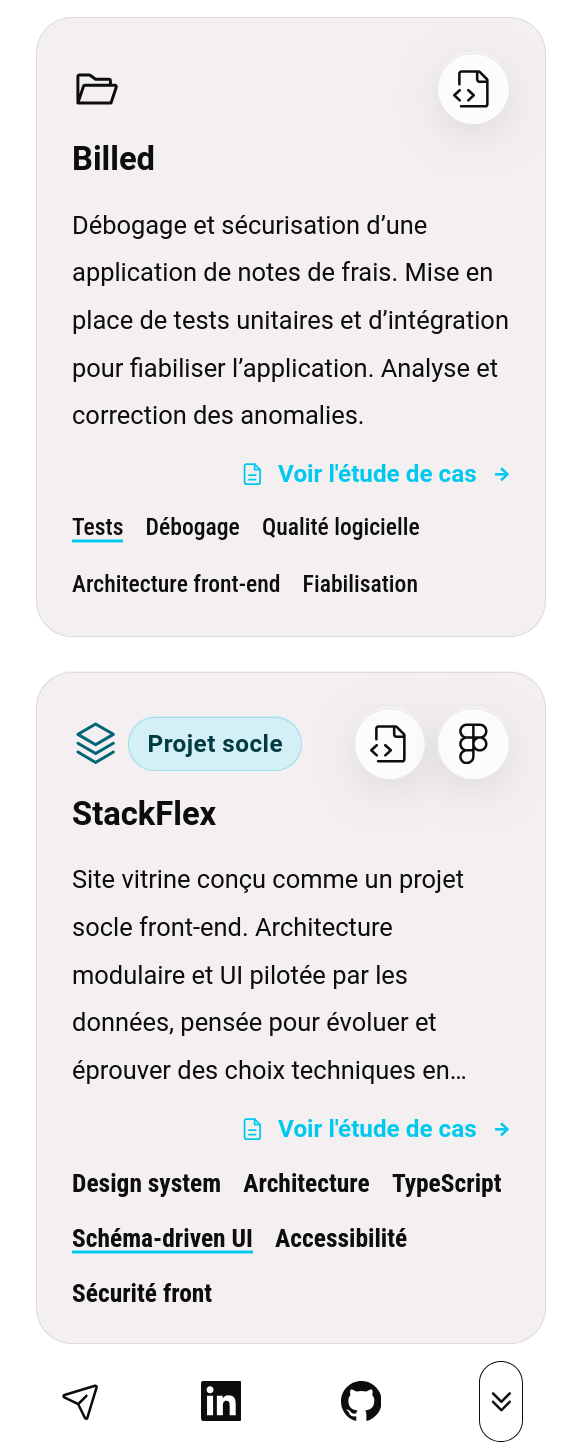 Billed
Débogage et sécurisation d’une
application de notes de frais. Mise en
place de tests unitaires et d’intégration
pour fiabiliser l’application. Analyse et
correction des anomalies.
Voir l'étude de cas →
Tests Débogage Qualité logicielle
Architecture front-end Fiabilisation
Projet socle
StackFlex
Site vitrine conçu comme un projet
socle front-end. Architecture
modulaire et UI pilotée par les
données, pensée pour évoluer et
éprouver des choix techniques en…
Voir l'étude de cas →
Design system Architecture TypeScript
Schéma-driven UI Accessibilité
Sécurité front
in